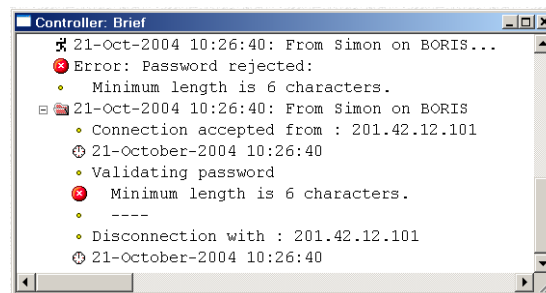 Controller: Brief
21-Oct-2004 10:26:40: From Simon on BORIS...
Error: Password rejected:
Minimum length is 6 characters.
21-Oct-2004 10:26:40: From Simon on BORIS
Connection accepted from : 201.42.12.101
21-October-2004 10:26:40
Validating password
Minimum length is 6 characters.
----
Disconnection with : 201.42.12.101
21-October-2004 10:26:40